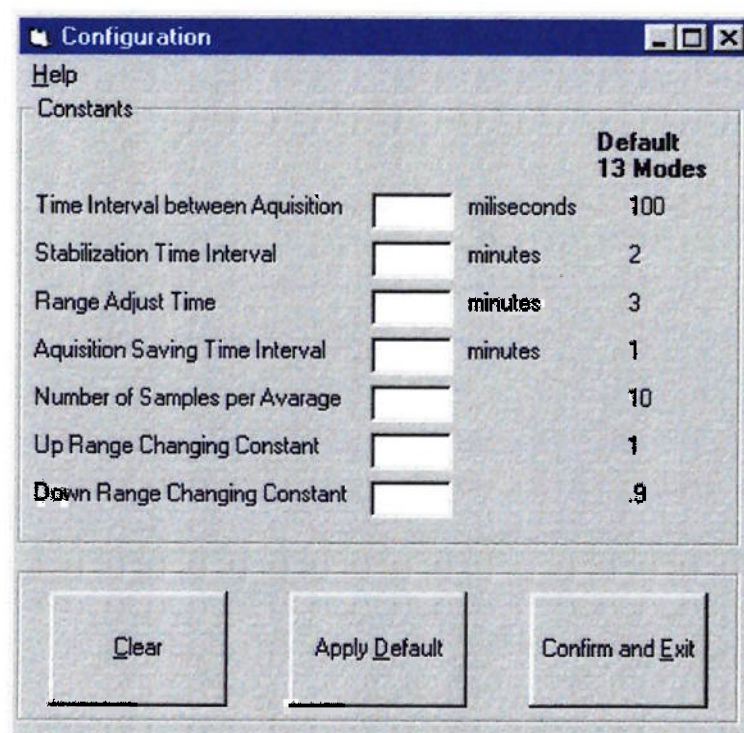 Configuration
Help
Constants
Default
13 Modes
Time Interval between Aquisition miliseconds 100
Stabilization Time Interval minutes 2
Range Adjust Time minutes 3
Aquisition Saving Time Interval minutes 1
Number of Samples per Avarage 10
Up Range Changing Constant 1
Down Range Changing Constant .9
Clear Apply Default Confirm and Exit